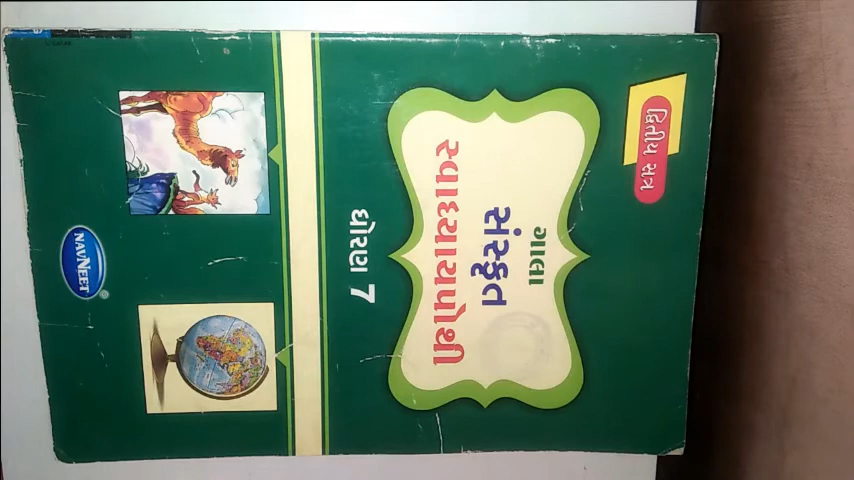 દ્વિતીય સત્ર
ગાલા
સંસ્કૃત
સ્વાધ્યાયપોથી
ધોરણ 7
NAVNEET